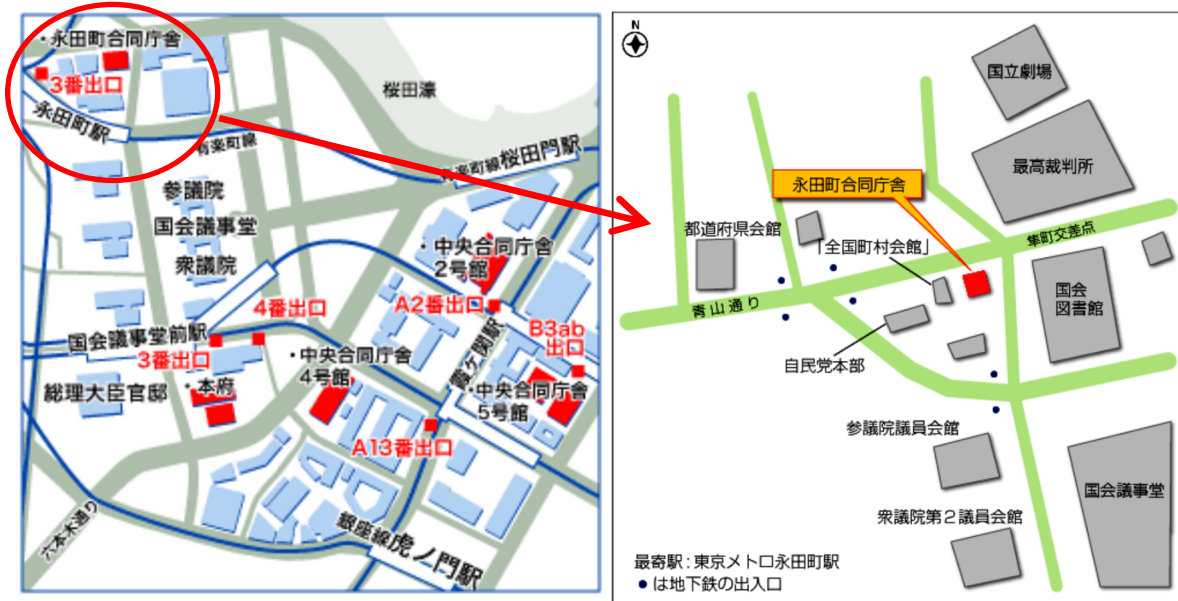 ・永田町合同庁舎
3番出口
永田町駅
有楽町線
桜田濠
有楽町線桜田門駅
参議院
国会議事堂
衆議院
・中央合同庁舎
2号館
A2番出口
4番出口
国会議事堂前駅
3番出口
B3ab
出口
霞ヶ関駅
・中央合同庁舎
4号館
・中央合同庁舎
5号館
総理大臣官邸
・本府
A13番出口
六本木通り
銀座線虎ノ門駅
N
国立劇場
最高裁判所
永田町合同庁舎
都道府県会館
隼町交差点
「全国町村会館」
国会
図書館
青山通り
自民党本部
参議院議員会館
国会議事堂
衆議院第2議員会館
最寄駅:東京メトロ永田町駅
●は地下鉄の出入口